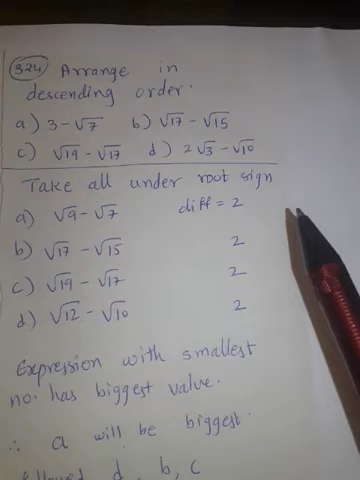 324 Arrange in
descending order.
a) 3-√7 b) √17 - √15
c) √19 - √17 d) 2√3 - √10
Take all under root sign
a) √9 - √7 diff = 2
b) √17 - √15 2
c) √19 - √17 2
d) √12 - √10 2
Expression with smallest
no. has biggest value.
∴ a will be biggest.
followed d, b, c